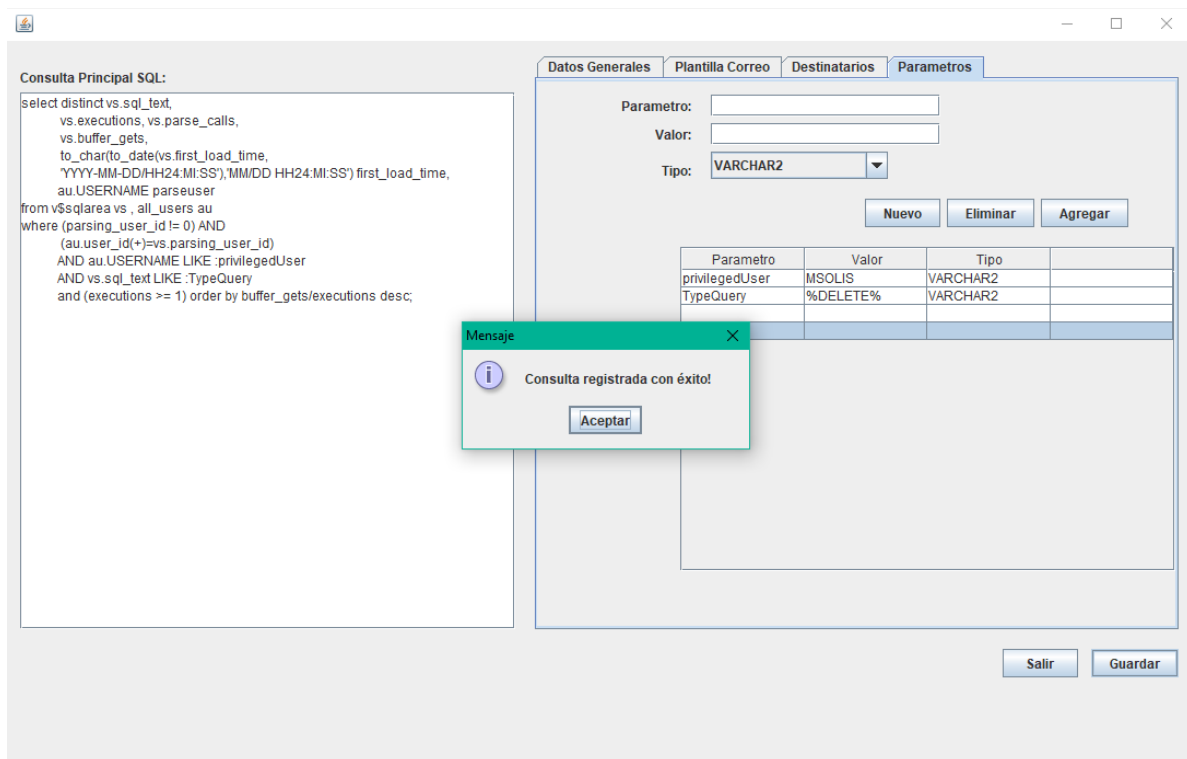 Consulta Principal SQL:
select distinct vs.sql_text,
vs.executions, vs.parse_calls,
vs.buffer_gets,
to_char(to_date(vs.first_load_time,
'YYYY-MM-DD/HH24:MI:SS'),'MM/DD HH24:MI:SS') first_load_time,
au.USERNAME parseuser
from v$sqlarea vs , all_users au
where (parsing_user_id != 0) AND
(au.user_id(+)=vs.parsing_user_id)
AND au.USERNAME LIKE :privilegedUser
AND vs.sql_text LIKE :TypeQuery
and (executions >= 1) order by buffer_gets/executions desc;
Datos Generales Plantilla Correo Destinatarios Parametros
Parametro:
Valor:
Tipo: VARCHAR2
Nuevo Eliminar Agregar
Parametro Valor Tipo
privilegedUser MSOLIS VARCHAR2
TypeQuery %DELETE% VARCHAR2
Mensaje
Consulta registrada con éxito!
Aceptar
Salir Guardar